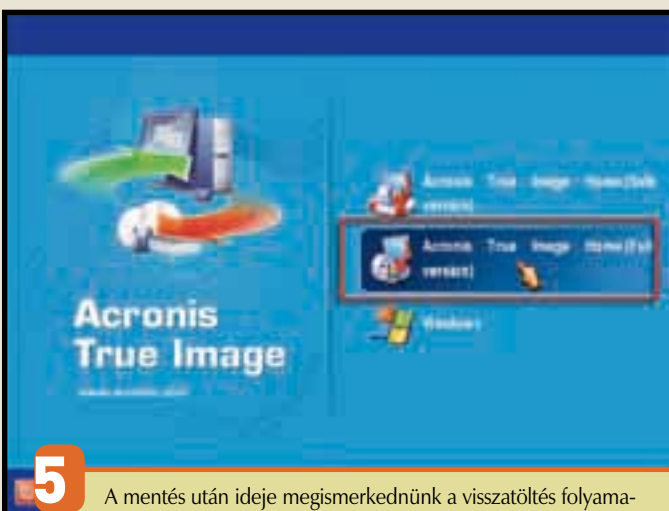 Acronis True Image Home (Safe
version)
Acronis True Image Home (Full
version)
Windows
Acronis
True Image
5
A mentés után ideje megismerkednünk a visszatöltés folyama-